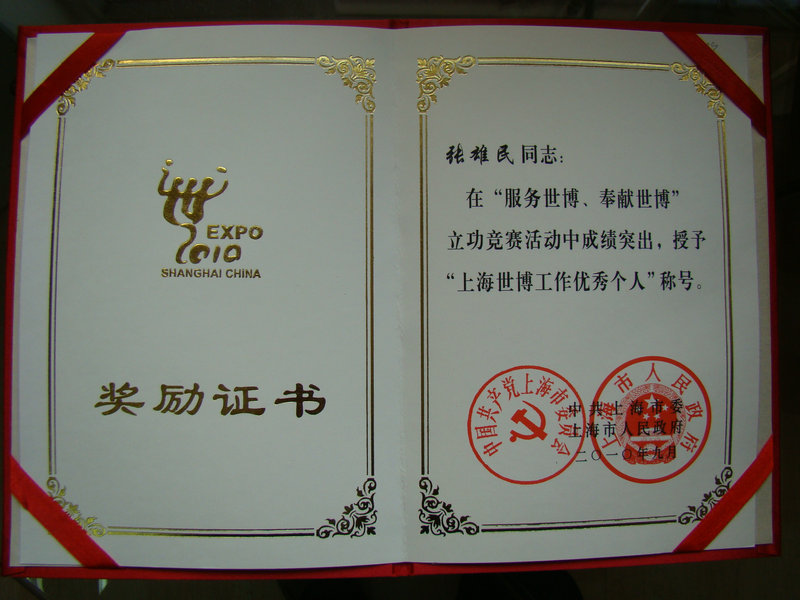 EXPO
2010
SHANGHAI CHINA
奖励证书
张雄民同志：
在“服务世博、奉献世博”
立功竞赛活动中成绩突出，授予
“上海世博工作优秀个人”称号。
中国共产党上海市委员会
上海市人民政府
中共上海市委
上海市人民政府
二〇一〇年九月